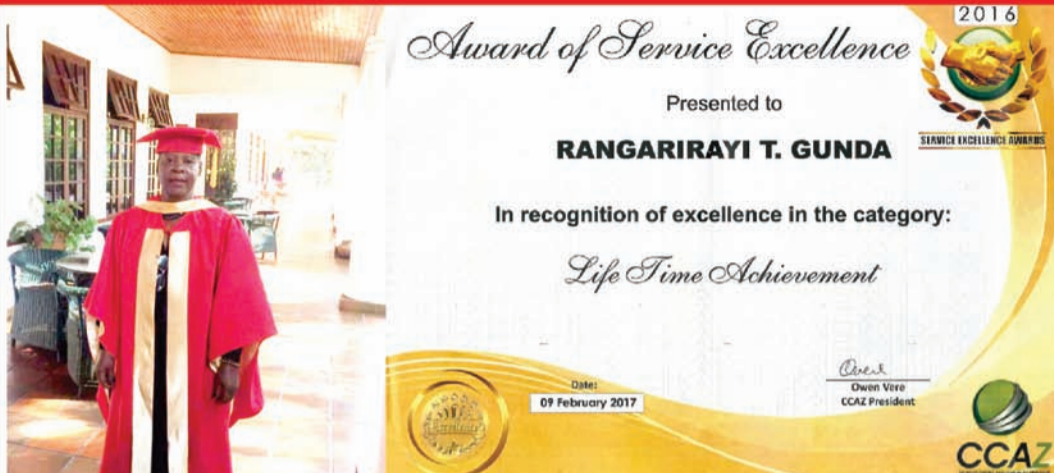 2016
Award of Service Excellence
SERVICE EXCELLENCE AWARDS
Presented to
RANGARIRAYI T. GUNDA
In recognition of excellence in the category:
Life Time Achievement
Date:
09 February 2017
Owen Vere
CCAZ President
CCAZ